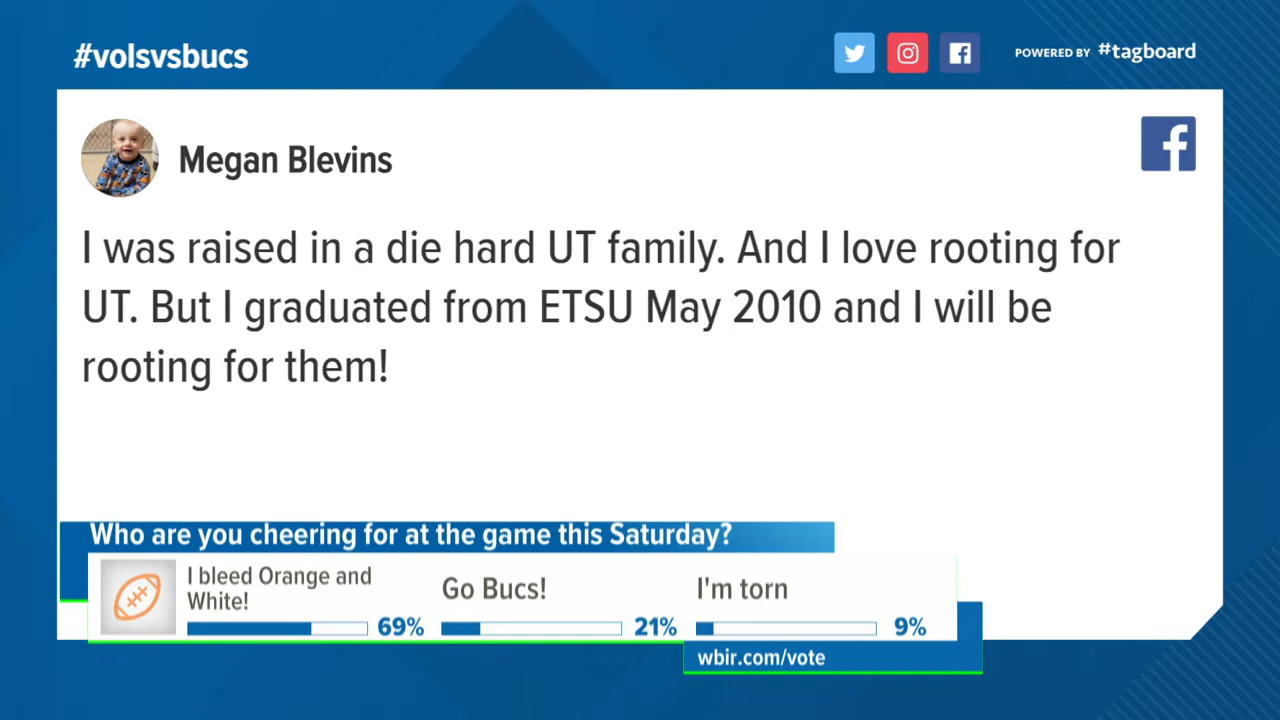 #volsvsbucs
POWERED BY #tagboard
Megan Blevins
I was raised in a die hard UT family. And I love rooting for
UT. But I graduated from ETSU May 2010 and I will be
rooting for them!
Who are you cheering for at the game this Saturday?
I bleed Orange and
White!
69%
Go Bucs!
21%
I'm torn
9%
wbir.com/vote